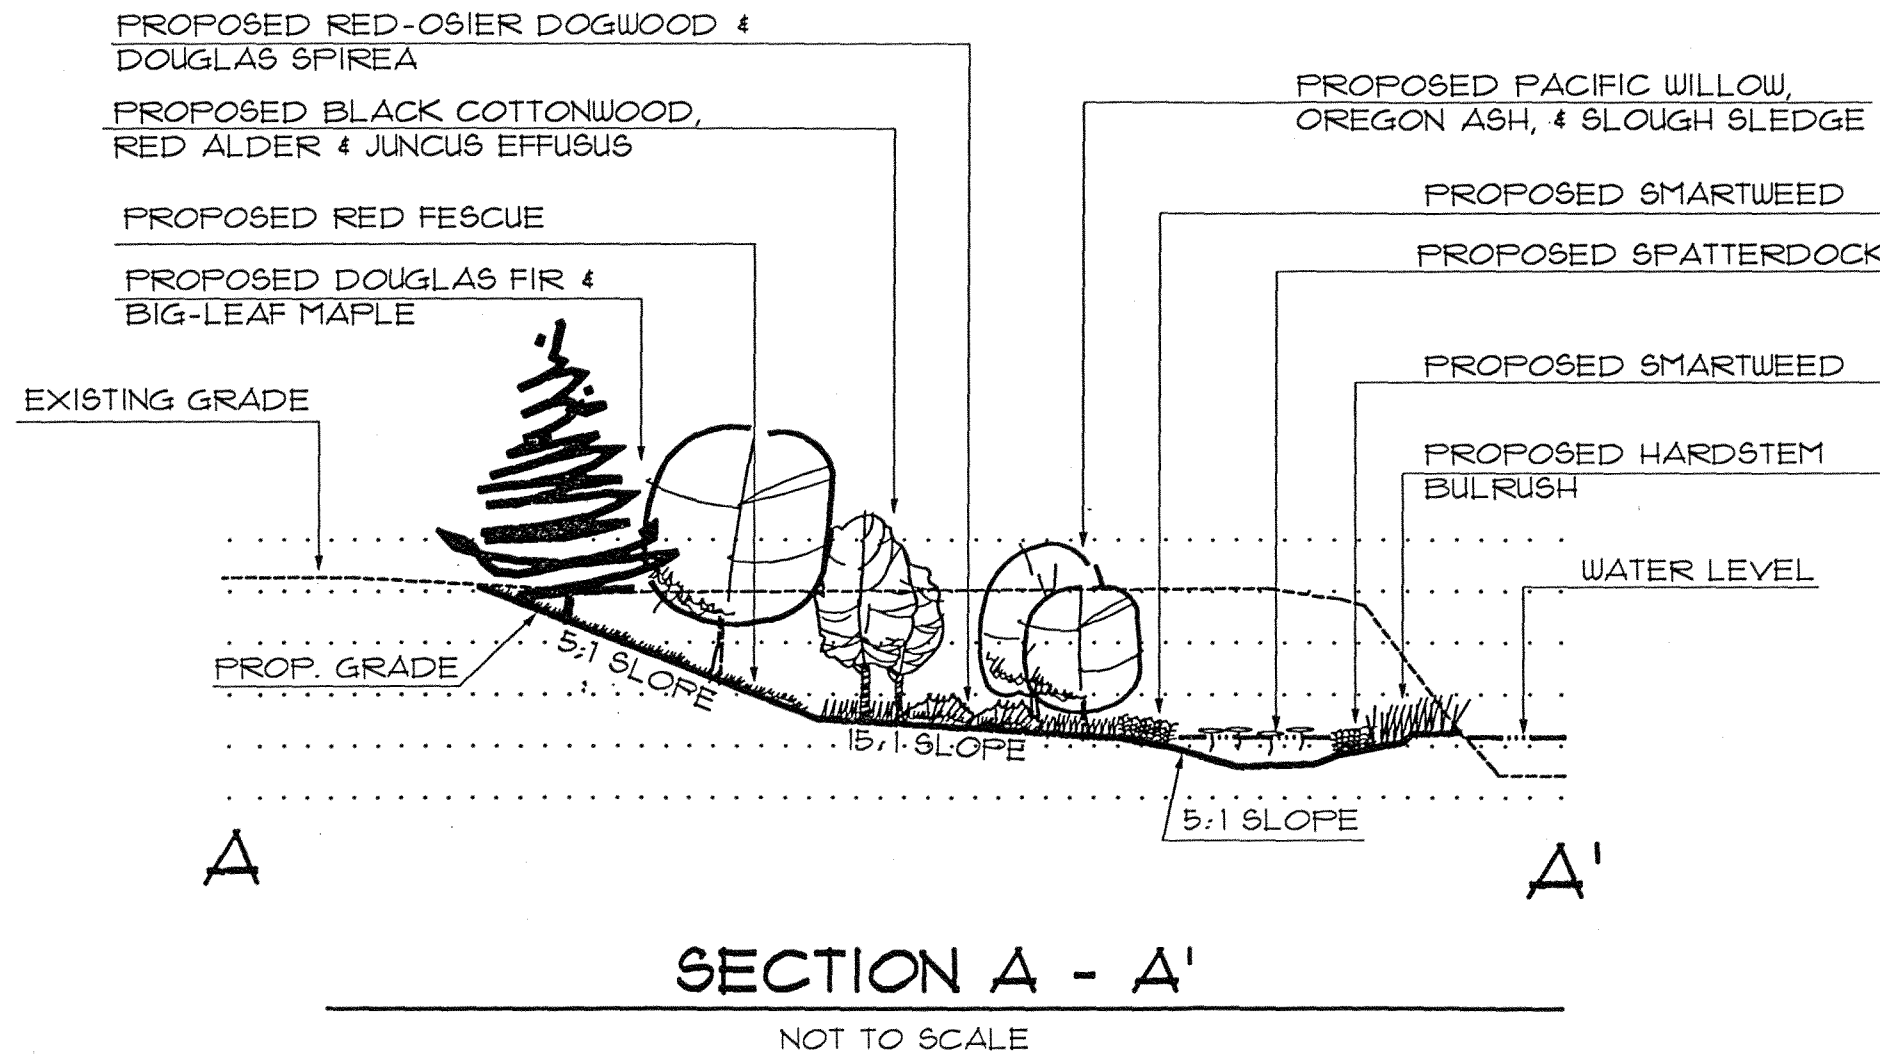 PROPOSED RED-OSIER DOGWOOD &
DOUGLAS SPIREA
PROPOSED BLACK COTTONWOOD,
RED ALDER & JUNCUS EFFUSUS
PROPOSED RED FESCUE
PROPOSED DOUGLAS FIR &
BIG-LEAF MAPLE
EXISTING GRADE
PROPOSED PACIFIC WILLOW,
OREGON ASH, & SLOUGH SLEDGE
PROPOSED SMARTWEED
PROPOSED SPATTERDOCK
PROPOSED SMARTWEED
PROPOSED HARDSTEM
BULRUSH
WATER LEVEL
PROP. GRADE
5:1 SLOPE
15:1 SLOPE
5:1 SLOPE
A
A'
SECTION A - A'
NOT TO SCALE